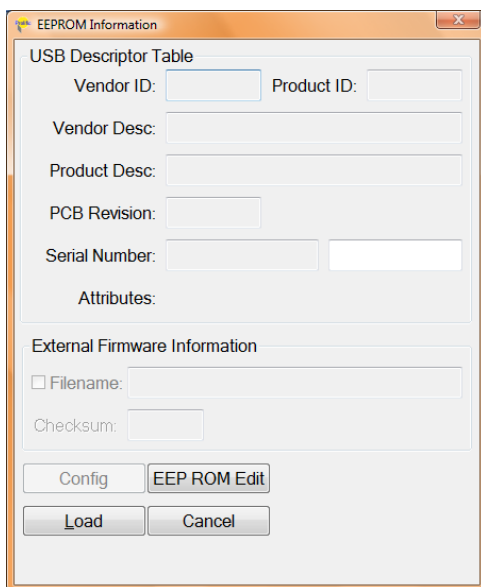 EEPROM Information
USB Descriptor Table
Vendor ID: Product ID:
Vendor Desc:
Product Desc:
PCB Revision:
Serial Number:
Attributes:
External Firmware Information
Filename:
Checksum:
Config EEP ROM Edit
Load Cancel